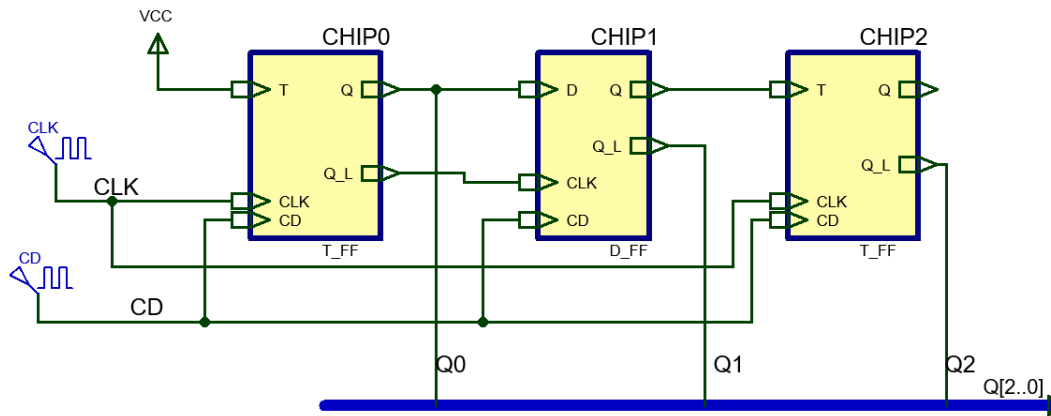 VCC
CHIP0
CHIP1
CHIP2
T
Q
D
Q
T
Q
CLK
Q_L
Q_L
Q_L
CLK
CLK
CLK
CLK
CD
CD
CD
T_FF
D_FF
T_FF
CD
CD
Q0
Q1
Q2
Q[2..0]